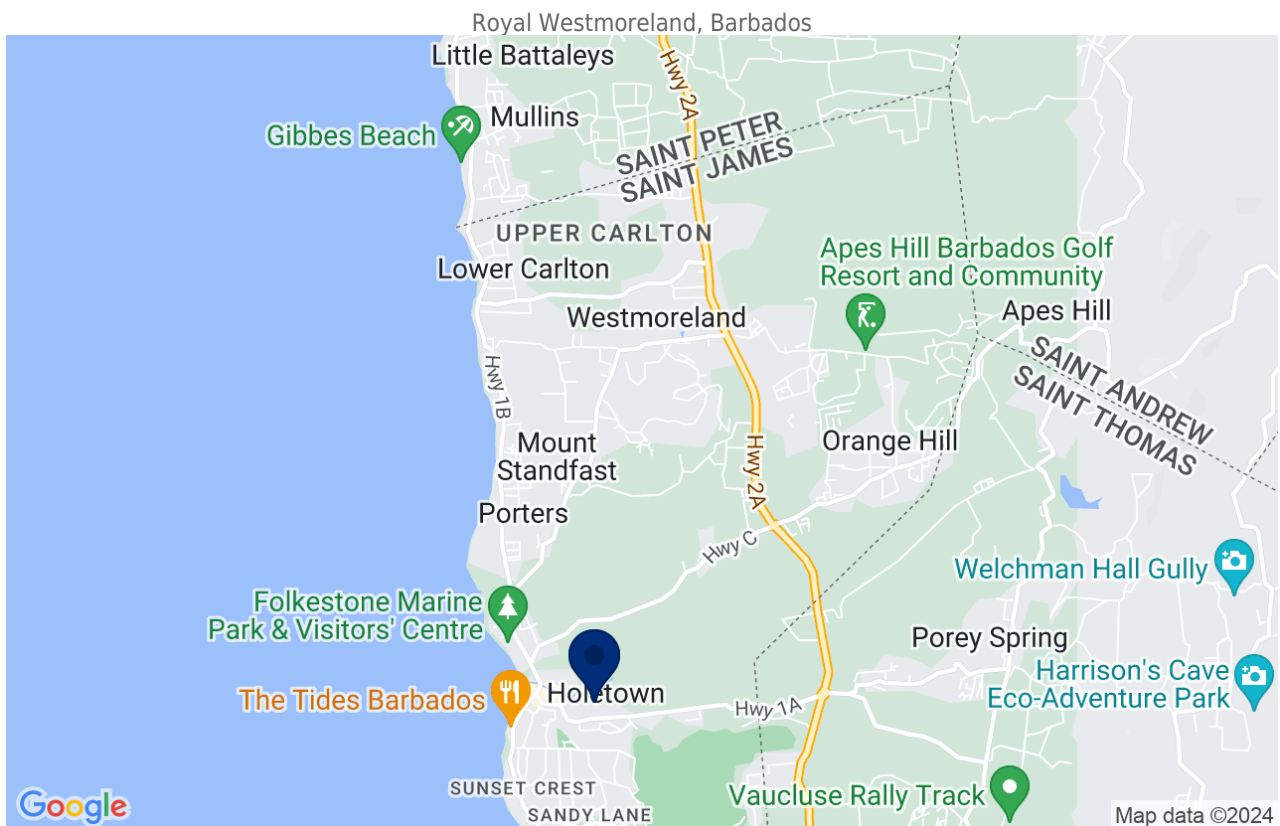 Royal Westmoreland, Barbados
Little Battaleys
Hwy 2A
Mullins
Gibbes Beach
SAINT PETER
SAINT JAMES
UPPER CARLTON
Lower Carlton
Apes Hill Barbados Golf
Resort and Community
Westmoreland
Apes Hill
SAINT ANDREW
SAINT THOMAS
Hwy 1B
Mount
Standfast
Orange Hill
Hwy 2A
Porters
Hwy C
Welchman Hall Gully
Folkestone Marine
Park & Visitors' Centre
Porey Spring
Harrison's Cave
Eco-Adventure Park
The Tides Barbados
Holetown
Hwy 1A
SUNSET CREST
Vaucluse Rally Track
SANDY LANE
Google
Map data ©2024